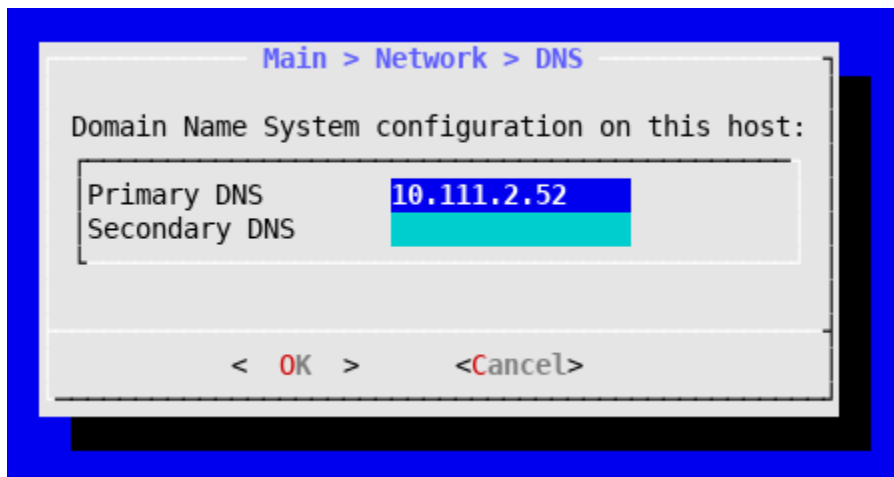 Main > Network > DNS
Domain Name System configuration on this host:
Primary DNS 10.111.2.52
Secondary DNS
< OK > <Cancel>